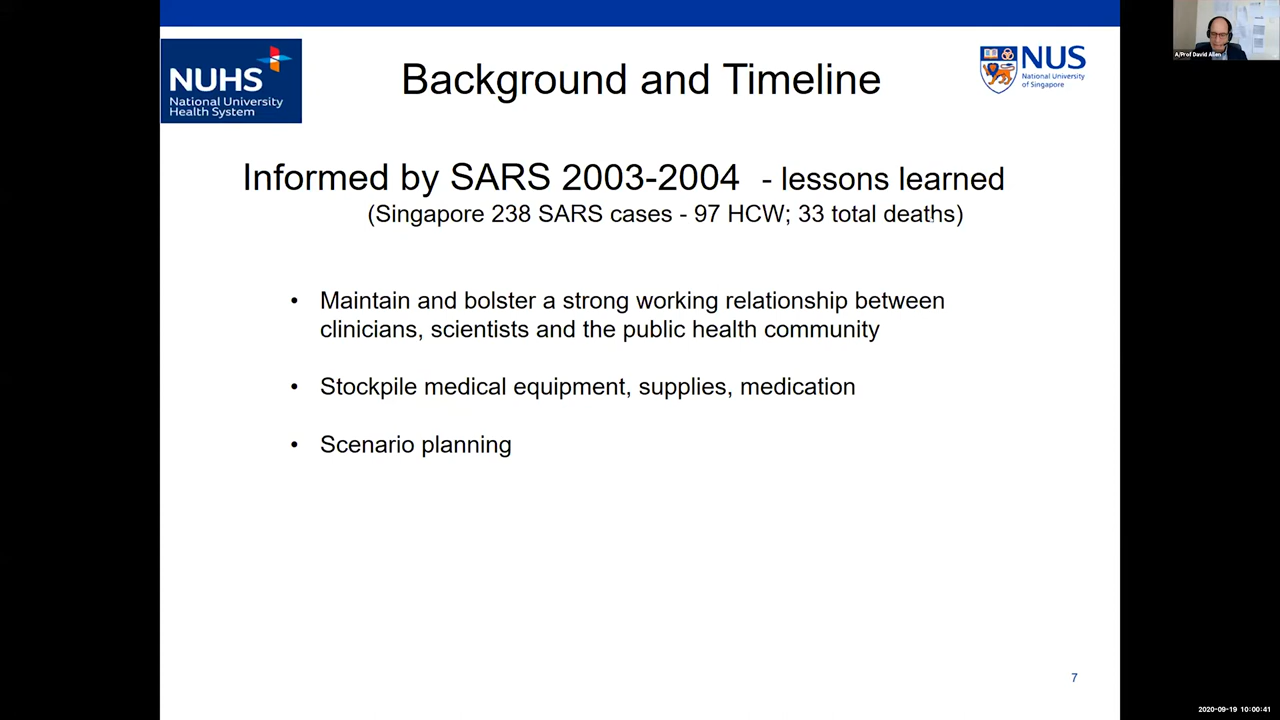 A/Prof David Allen
NUHS
National University
Health System
Background and Timeline
NUS
National University
of Singapore
Informed by SARS 2003-2004 - lessons learned
(Singapore 238 SARS cases - 97 HCW; 33 total deaths)
• Maintain and bolster a strong working relationship between
clinicians, scientists and the public health community
• Stockpile medical equipment, supplies, medication
• Scenario planning
7
2020-09-19 10:00:41